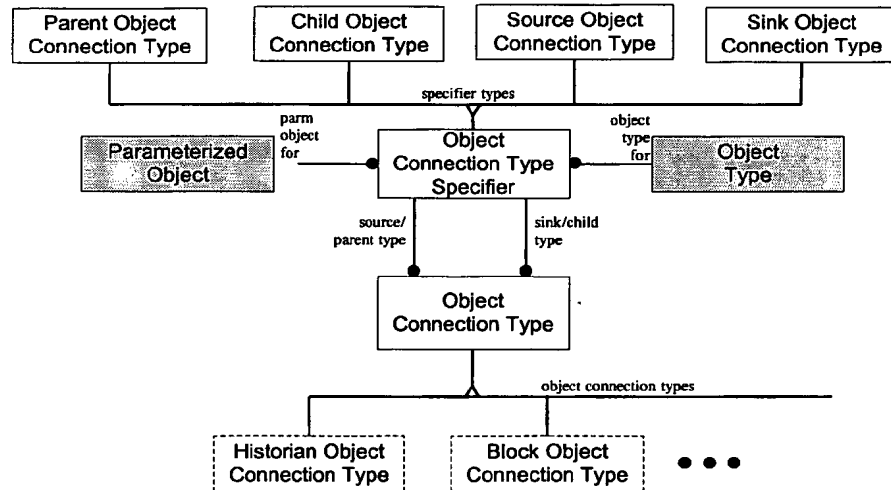 Parent Object
Connection Type
Child Object
Connection Type
Source Object
Connection Type
Sink Object
Connection Type
specifier types
parm
object
for
Parameterized
Object
Object
Connection Type
Specifier
object
type
for
Object
Type
source/
parent type
sink/child
type
Object
Connection Type
object connection types
Historian Object
Connection Type
Block Object
Connection Type